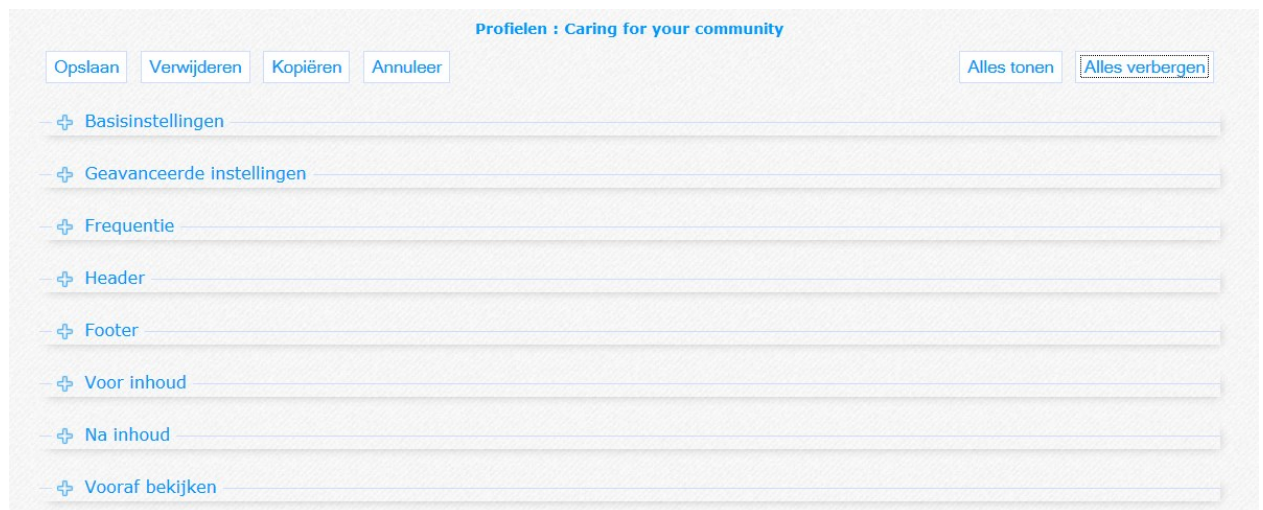 Profielen : Caring for your community
Opslaan Verwijderen Kopiëren Annuleer Alles tonen Alles verbergen
Basisinstellingen
Geavanceerde instellingen
Frequentie
Header
Footer
Voor inhoud
Na inhoud
Vooraf bekijken